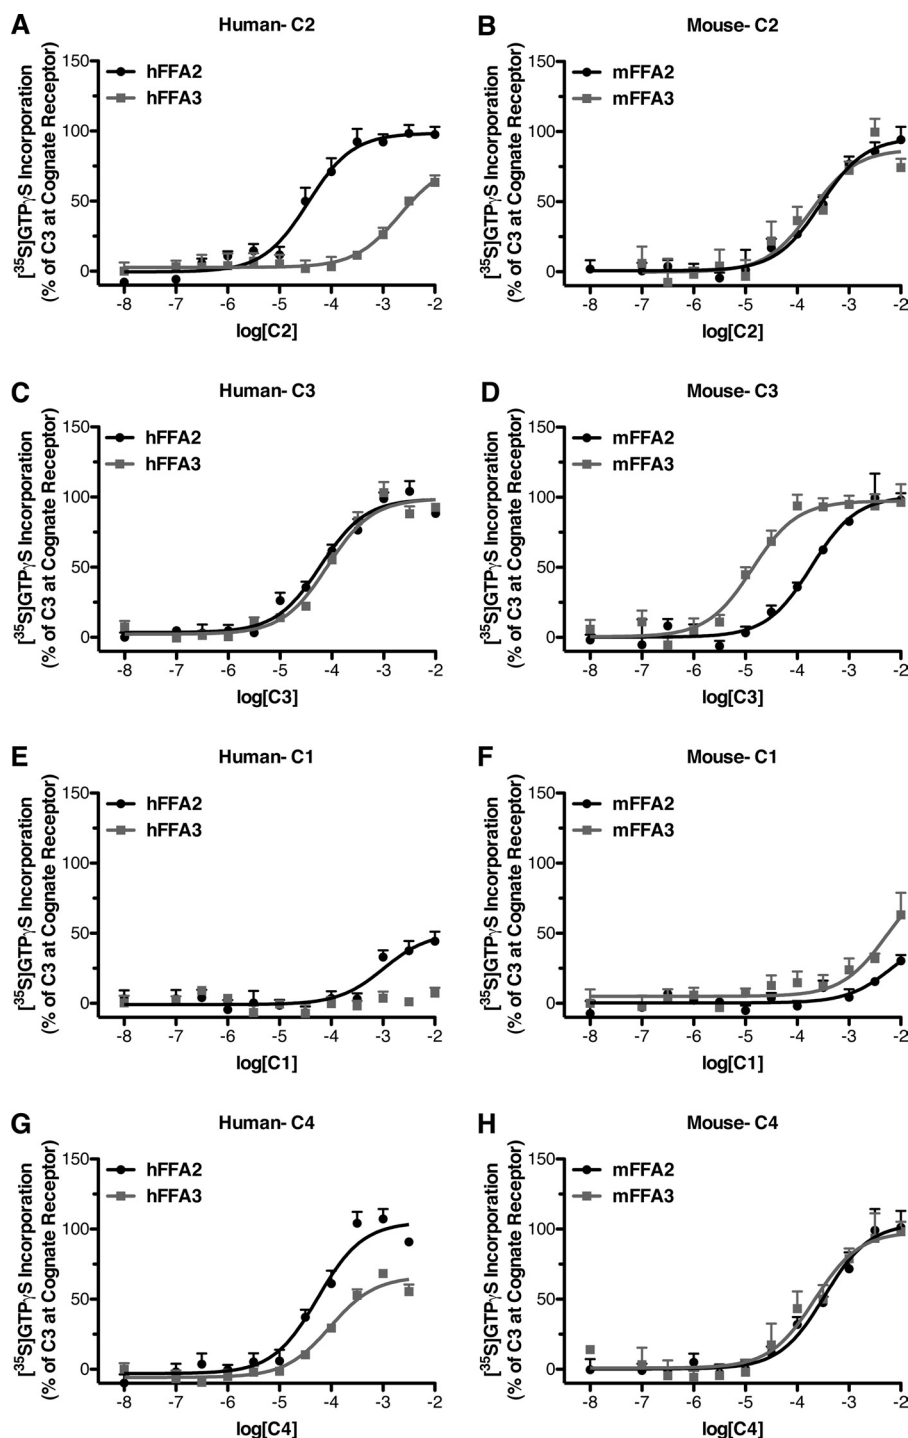 A
Human- C2
[³⁵S]GTPγS Incorporation
(% of C3 at Cognate Receptor)
150
100
50
0
hFFA2
hFFA3
-8 -7 -6 -5 -4 -3 -2
log[C2]
B
Mouse- C2
[³⁵S]GTPγS Incorporation
(% of C3 at Cognate Receptor)
150
100
50
0
mFFA2
mFFA3
-8 -7 -6 -5 -4 -3 -2
log[C2]
C
Human- C3
[³⁵S]GTPγS Incorporation
(% of C3 at Cognate Receptor)
150
100
50
0
hFFA2
hFFA3
-8 -7 -6 -5 -4 -3 -2
log[C3]
D
Mouse- C3
[³⁵S]GTPγS Incorporation
(% of C3 at Cognate Receptor)
150
100
50
0
mFFA2
mFFA3
-8 -7 -6 -5 -4 -3 -2
log[C3]
E
Human- C1
[³⁵S]GTPγS Incorporation
(% of C3 at Cognate Receptor)
150
100
50
0
hFFA2
hFFA3
-8 -7 -6 -5 -4 -3 -2
log[C1]
F
Mouse- C1
[³⁵S]GTPγS Incorporation
(% of C3 at Cognate Receptor)
150
100
50
0
mFFA2
mFFA3
-8 -7 -6 -5 -4 -3 -2
log[C1]
G
Human- C4
[³⁵S]GTPγS Incorporation
(% of C3 at Cognate Receptor)
150
100
50
0
hFFA2
hFFA3
-8 -7 -6 -5 -4 -3 -2
log[C4]
H
Mouse- C4
[³⁵S]GTPγS Incorporation
(% of C3 at Cognate Receptor)
150
100
50
0
mFFA2
mFFA3
-8 -7 -6 -5 -4 -3 -2
log[C4]